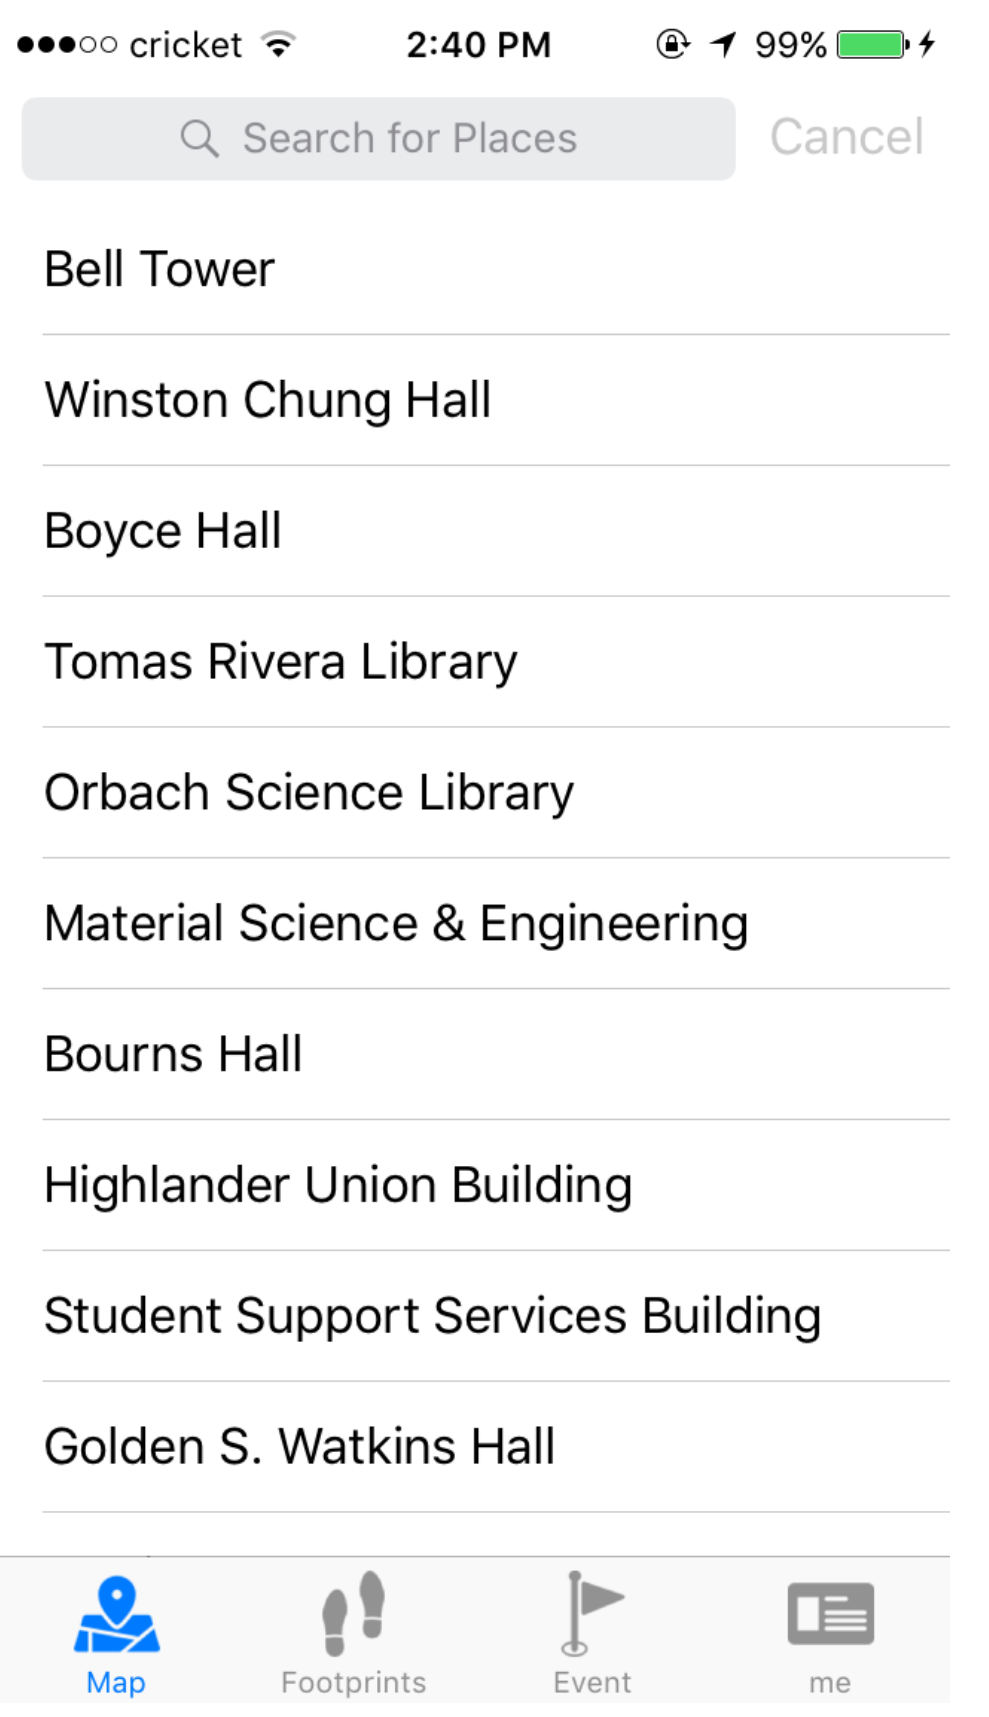 cricket 2:40 PM 99%
Search for Places Cancel
Bell Tower
Winston Chung Hall
Boyce Hall
Tomas Rivera Library
Orbach Science Library
Material Science & Engineering
Bourns Hall
Highlander Union Building
Student Support Services Building
Golden S. Watkins Hall
Map Footprints Event me